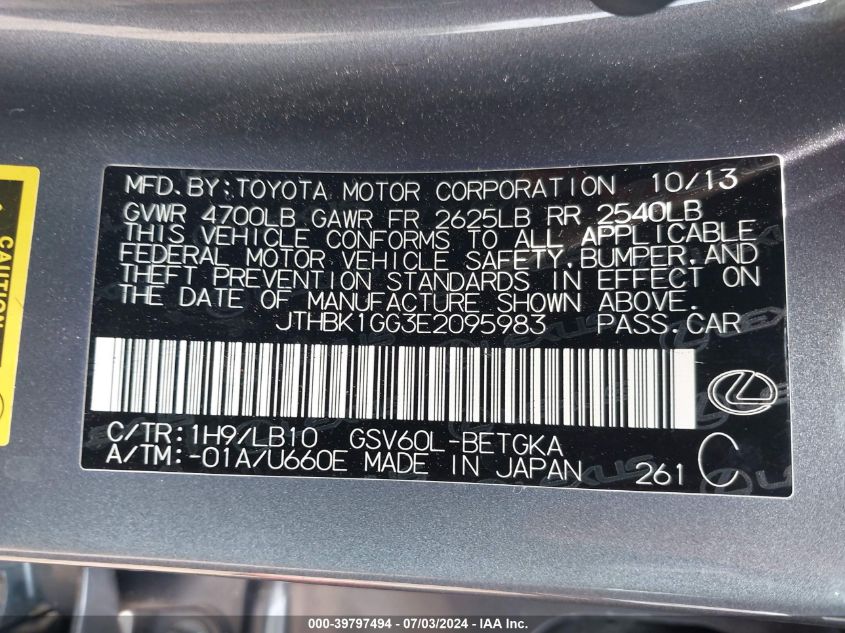 MFD. BY: TOYOTA MOTOR CORPORATION 10/13
GVWR 4700LB GAWR FR 2625LB RR 2540LB
THIS VEHICLE CONFORMS TO ALL APPLICABLE
FEDERAL MOTOR VEHICLE SAFETY, BUMPER, AND
THEFT PREVENTION STANDARDS IN EFFECT ON
THE DATE OF MANUFACTURE SHOWN ABOVE.
JTHBK1GG3E2095983 PASS. CAR
C/TR: 1H9/LB10 GSV60L-BETGKA
A/TM: -01A/U660E MADE IN JAPAN 261 C
CAUTION
LEXUS
000-39797494 - 07/03/2024 - IAA Inc.